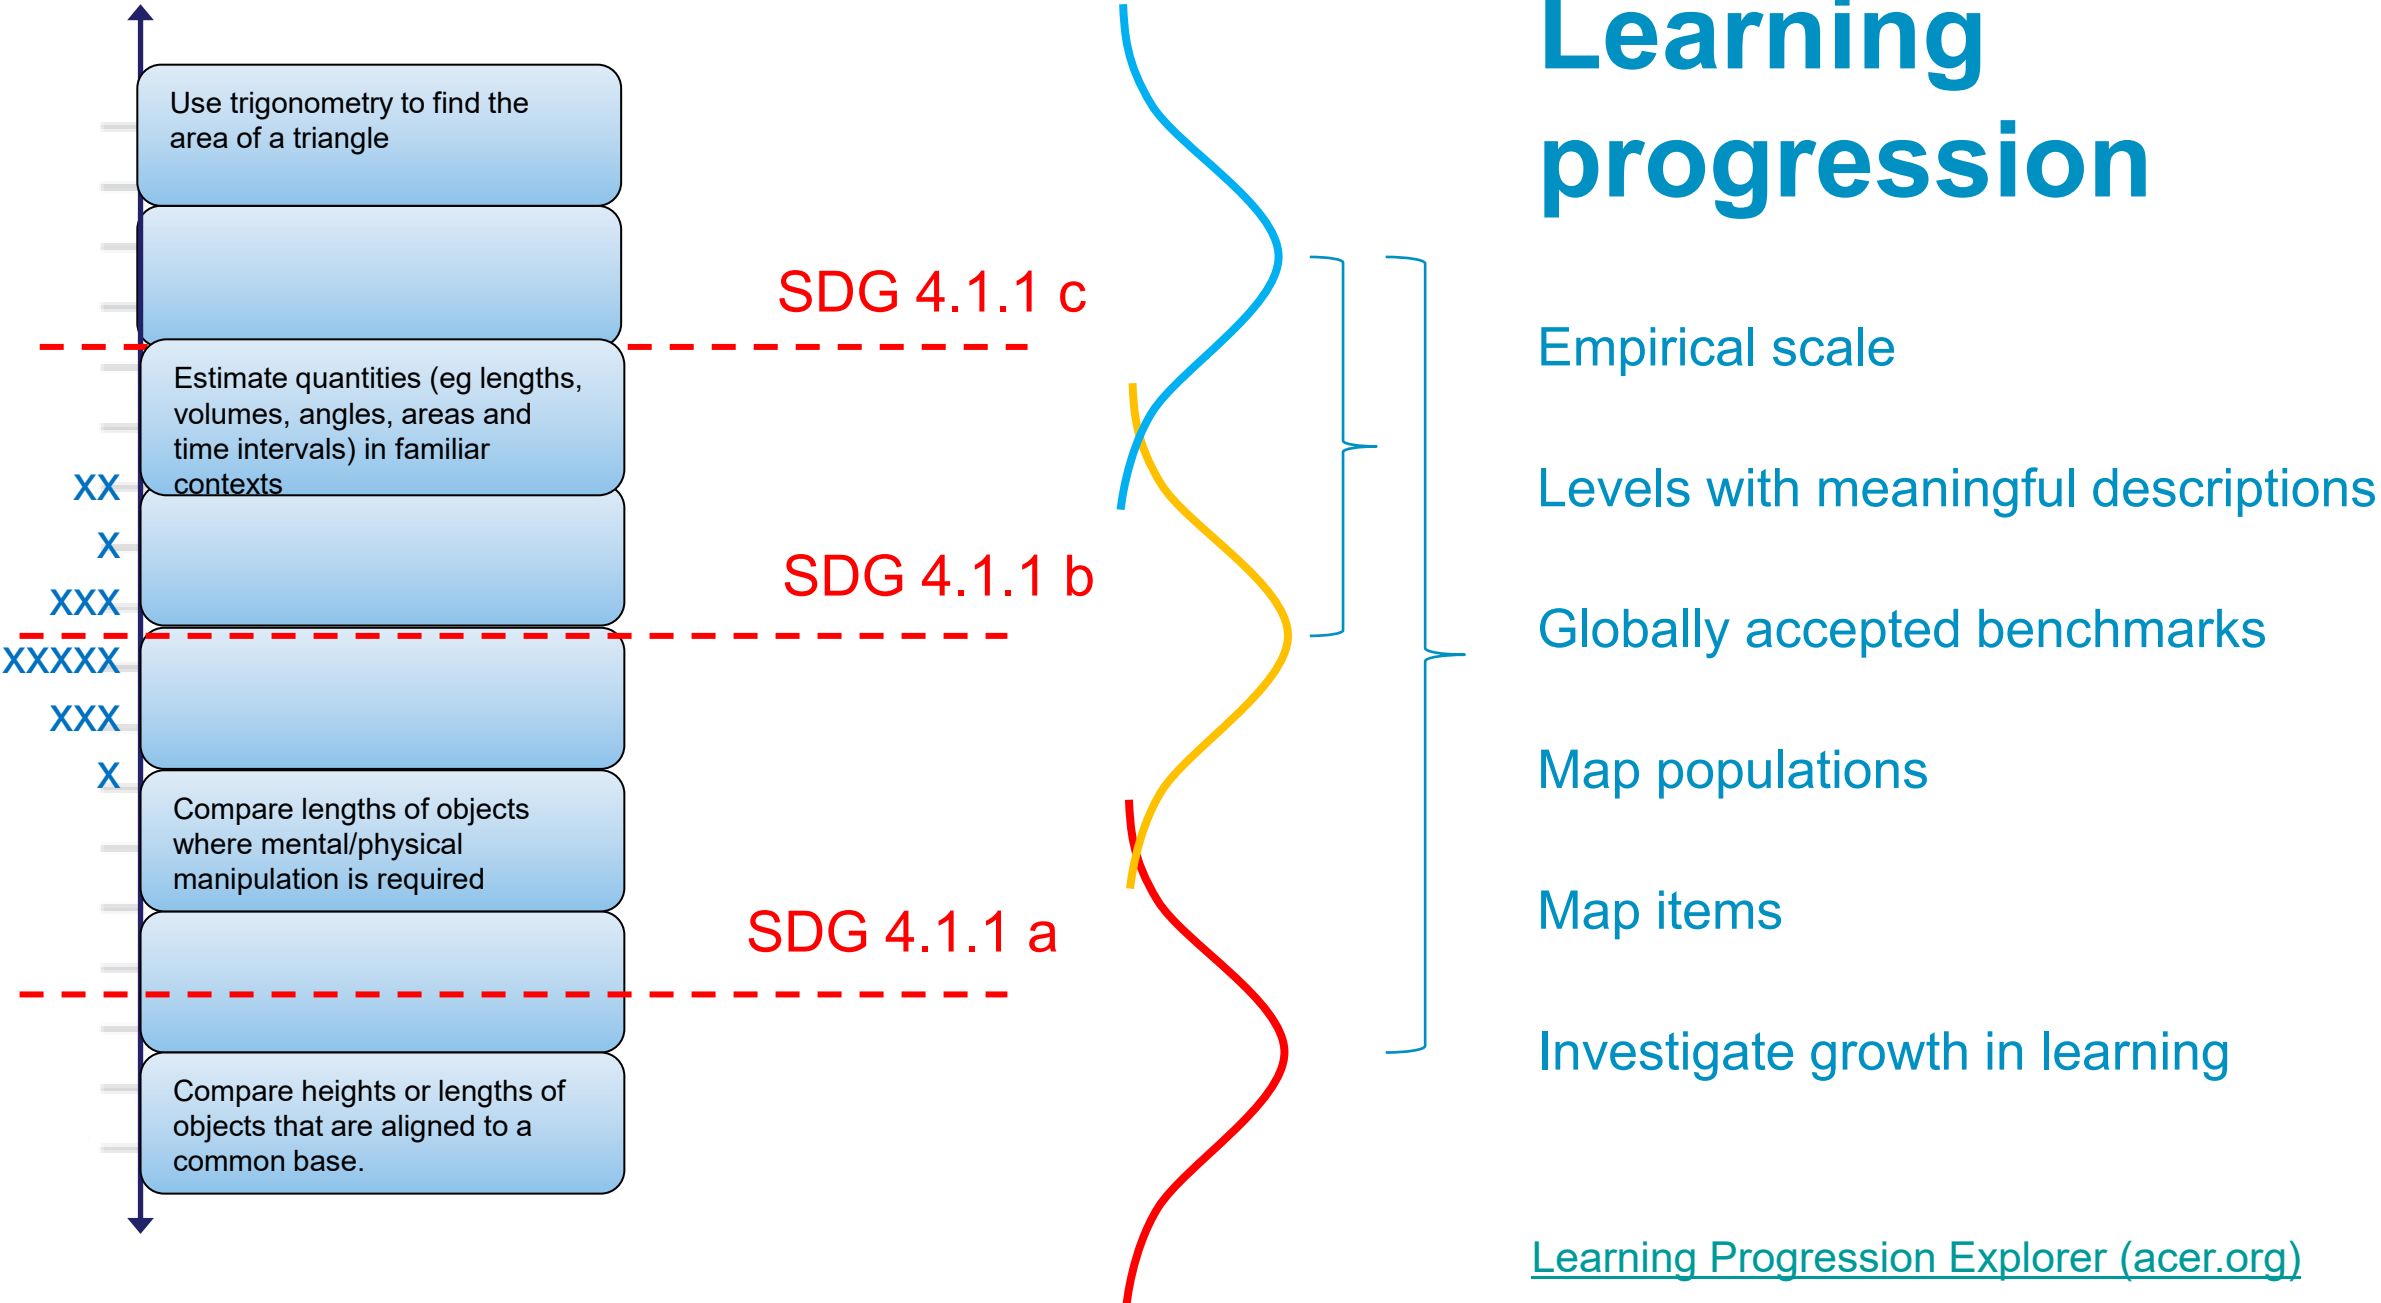 Learning
progression
Use trigonometry to find the
area of a triangle
SDG 4.1.1 c
Estimate quantities (eg lengths,
volumes, angles, areas and
time intervals) in familiar
contexts
XX
X
XXX
XXXXX
XXX
X
SDG 4.1.1 b
Compare lengths of objects
where mental/physical
manipulation is required
SDG 4.1.1 a
Compare heights or lengths of
objects that are aligned to a
common base.
Empirical scale
Levels with meaningful descriptions
Globally accepted benchmarks
Map populations
Map items
Investigate growth in learning
Learning Progression Explorer (acer.org)